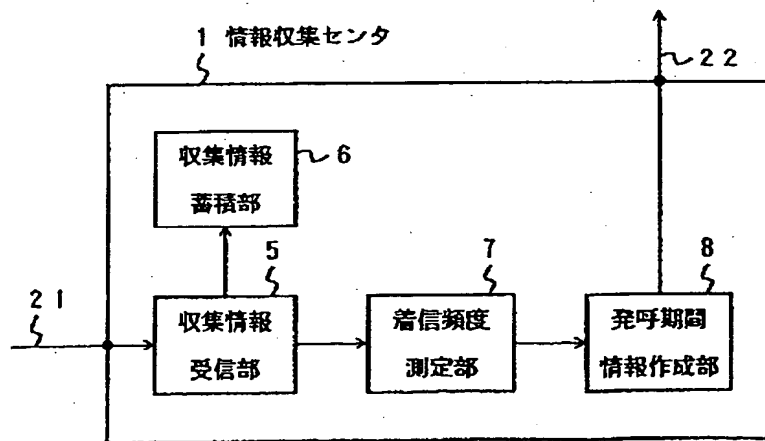 1 情報収集センタ
22
収集情報
蓄積部
6
5
7
8
21
収集情報
受信部
着信頻度
測定部
発呼期間
情報作成部